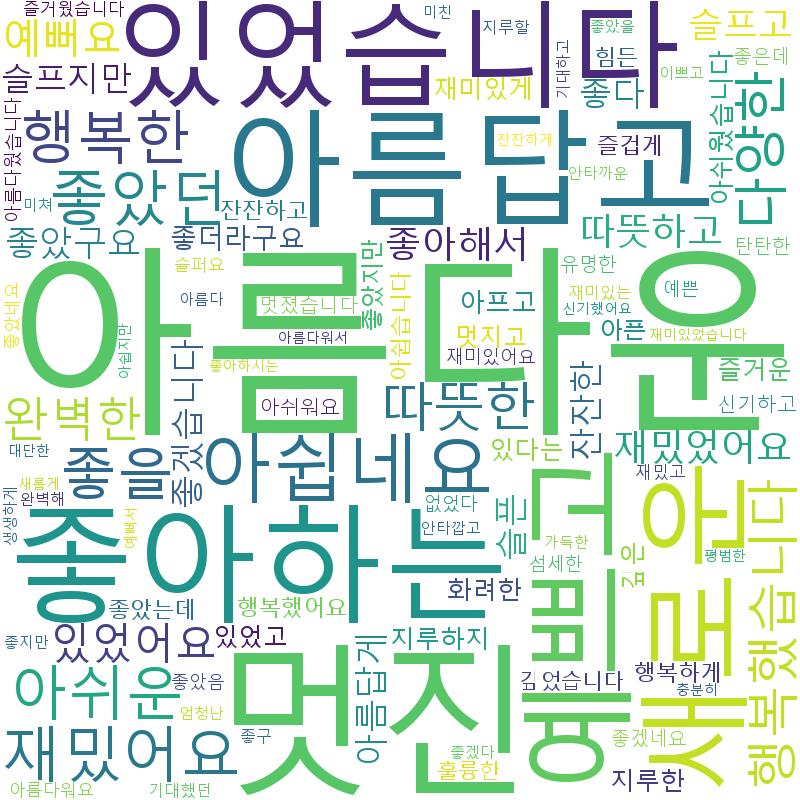 즐거웠습니다
있었습니다
미친
지루할
좋았을
슬프고
예뻐요
힘든
기대하고
좋은데
이쁘고
슬프지만
재미있게
좋다
다양한
아쉬웠습니다
아름다웠습니다
행복한
아름답고
잔잔하게
즐겁게
안타까운
미쳐
좋았던
잔잔하고
따뜻하고
좋았구요
좋더라구요
좋아해서
탄탄한
슬퍼요
좋았지만
유명한
아름다운
좋았네요
아름다
멋졌습니다
아쉽습니다
아프고
재미있는
예쁜
신기했어요
아쉽지만
아름다워서
멋지고
아픈
재미있었습니다
재미있어요
좋아하시는
즐거운
좋겠습니다
완벽한
아쉬워요
따뜻한
잔잔한
신기하고
대단한
좋을
아쉽네요
있다는
재밌었어요
재밌고
새롭게
완벽해
생생하게
예뻐서
없었다
안타깝고
슬픈
예쁘고
새로운
좋아하는
가득한
섬세한
깊은
평범한
행복했습니다
좋았는데
행복했어요
화려한
좋지만
있었어요
있었고
지루하지
아쉬운
좋았음
멋진
아름답게
깊었습니다
행복하게
충분히
엄청난
재밌어요
좋구
좋겠다
좋겠네요
훌륭한
지루한
아름다워요
기대했던